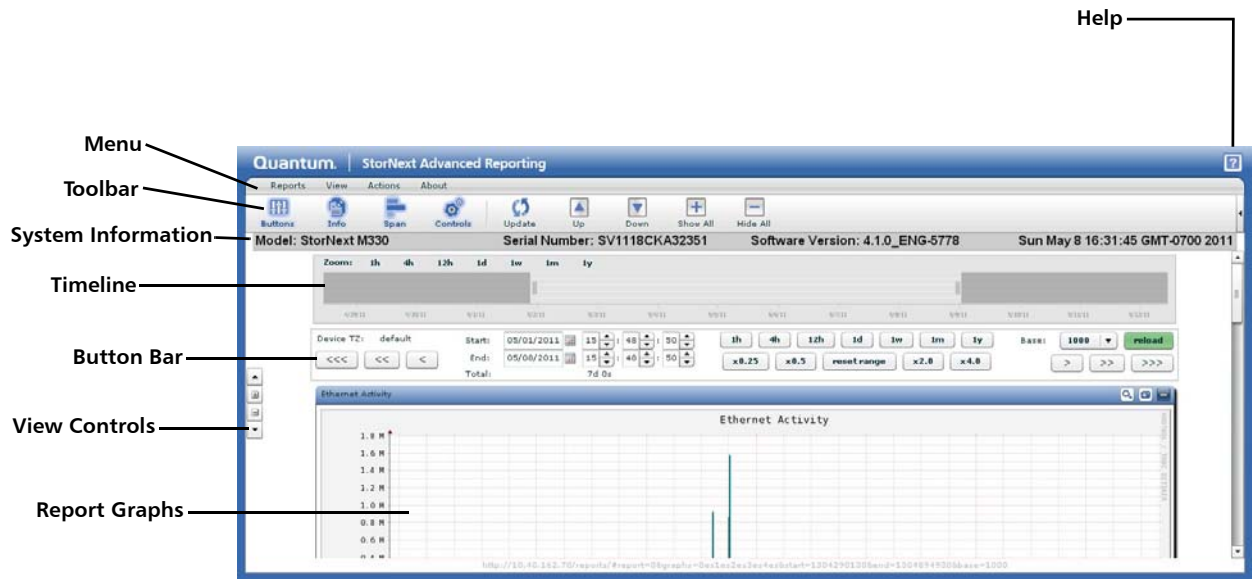 Help
Menu
Toolbar
System Information
Timeline
Button Bar
View Controls
Report Graphs
Quantum. | StorNext Advanced Reporting ?
Reports View Actions About
Buttons Info Span Controls Update Up Down Show All Hide All
Model: StorNext M330 Serial Number: SV1118CKA32351 Software Version: 4.1.0_ENG-5778 Sun May 8 16:31:45 GMT-0700 2011
Zoom: 1h 4h 12h 1d 1w 1m 1y
Device TZ: default Start: 05/01/2011 15 : 48 : 50 1h 4h 12h 1d 1w 1m 1y Base: 1000 reload
<<< << < End: 05/08/2011 15 : 48 : 50 x0.25 x0.5 reset range x2.0 x4.0 > >> >>>
Total: 7d 0s
Ethernet Activity
Ethernet Activity
1.8 M
1.6 M
1.4 M
1.2 M
1.0 M
0.8 M
0.6 M
0.4 M